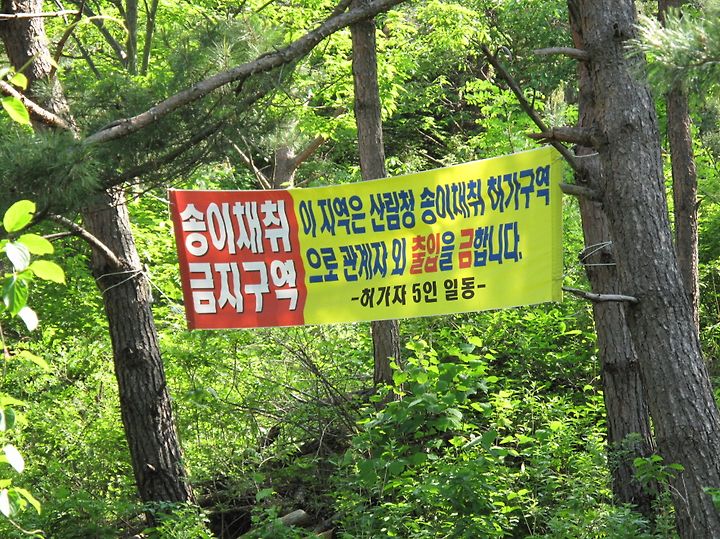 송이채취
금지구역
이 지역은 산림청 송이채취 허가구역
으로 관계자 외 출입을 금합니다.
-허가자 5인 일동-